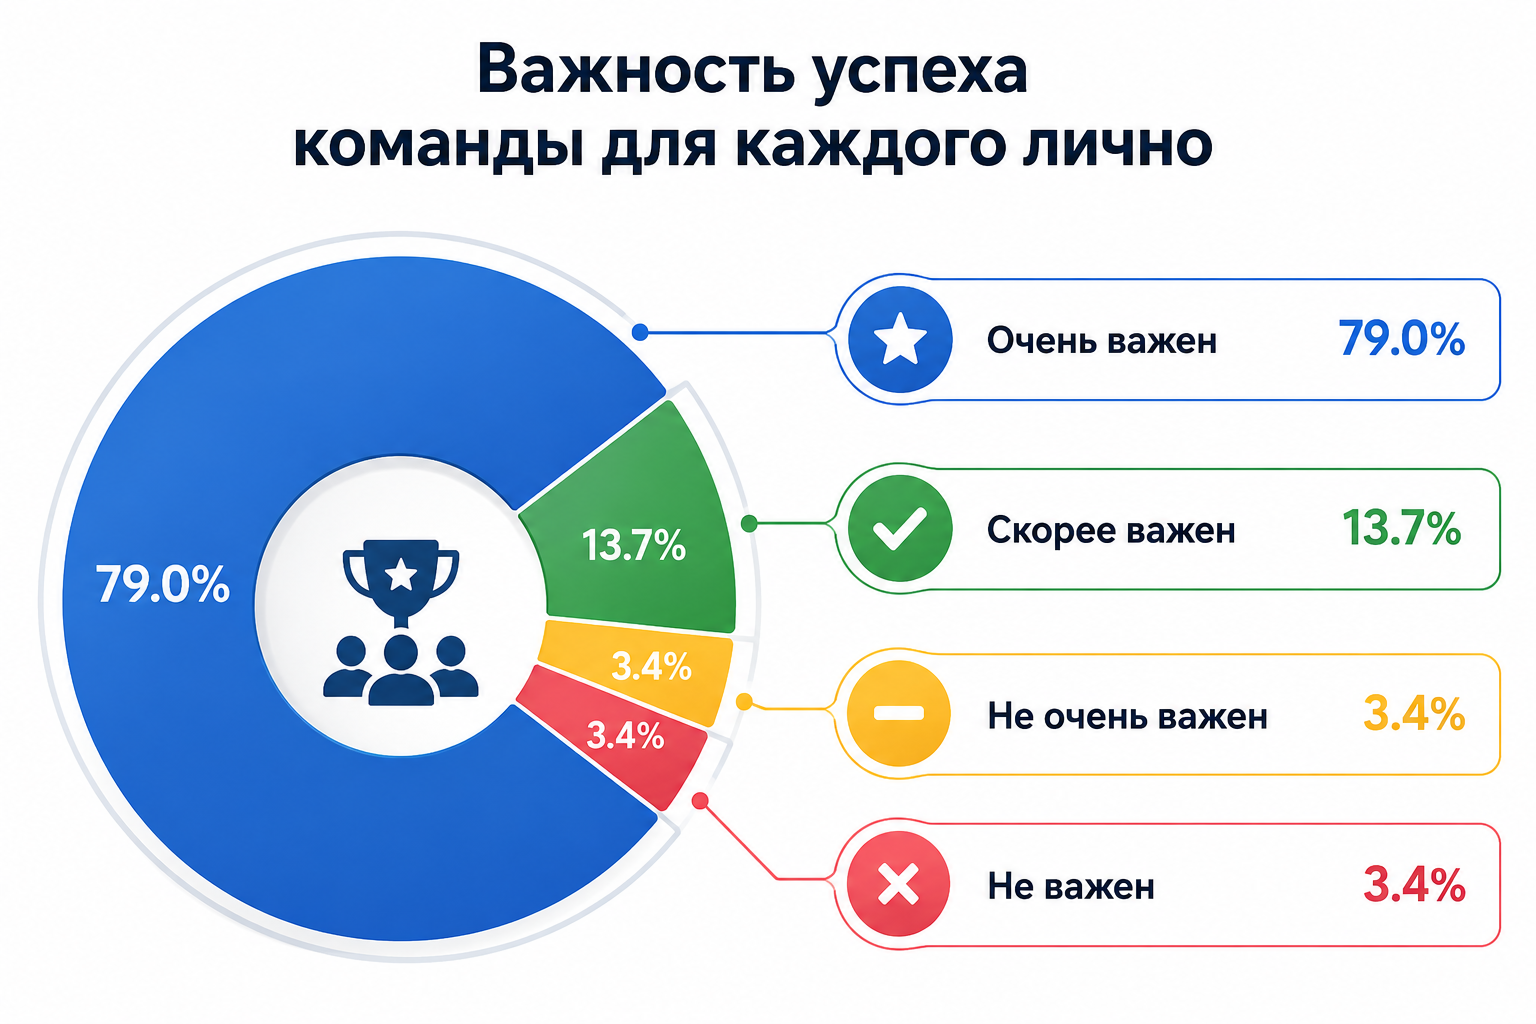 Важность успеха
команды для каждого лично
79.0%
13.7%
3.4%
3.4%
Очень важен 79.0%
Скорее важен 13.7%
Не очень важен 3.4%
Не важен 3.4%